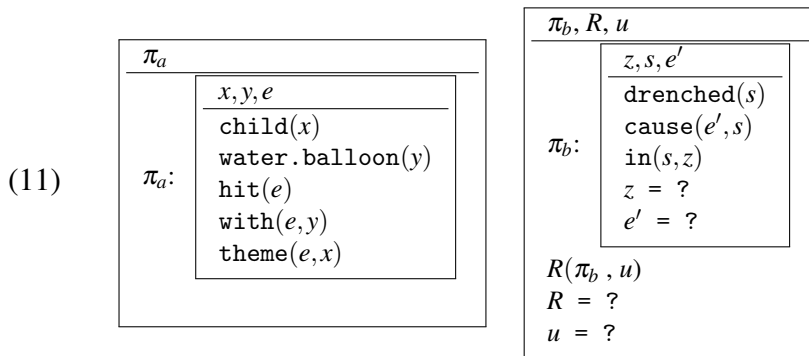 (11)
π_a
π_a:
x, y, e
child(x)
water.balloon(y)
hit(e)
with(e, y)
theme(e, x)
π_b, R, u
π_b:
z, s, e′
drenched(s)
cause(e′, s)
in(s, z)
z = ?
e′ = ?
R(π_b , u)
R = ?
u = ?